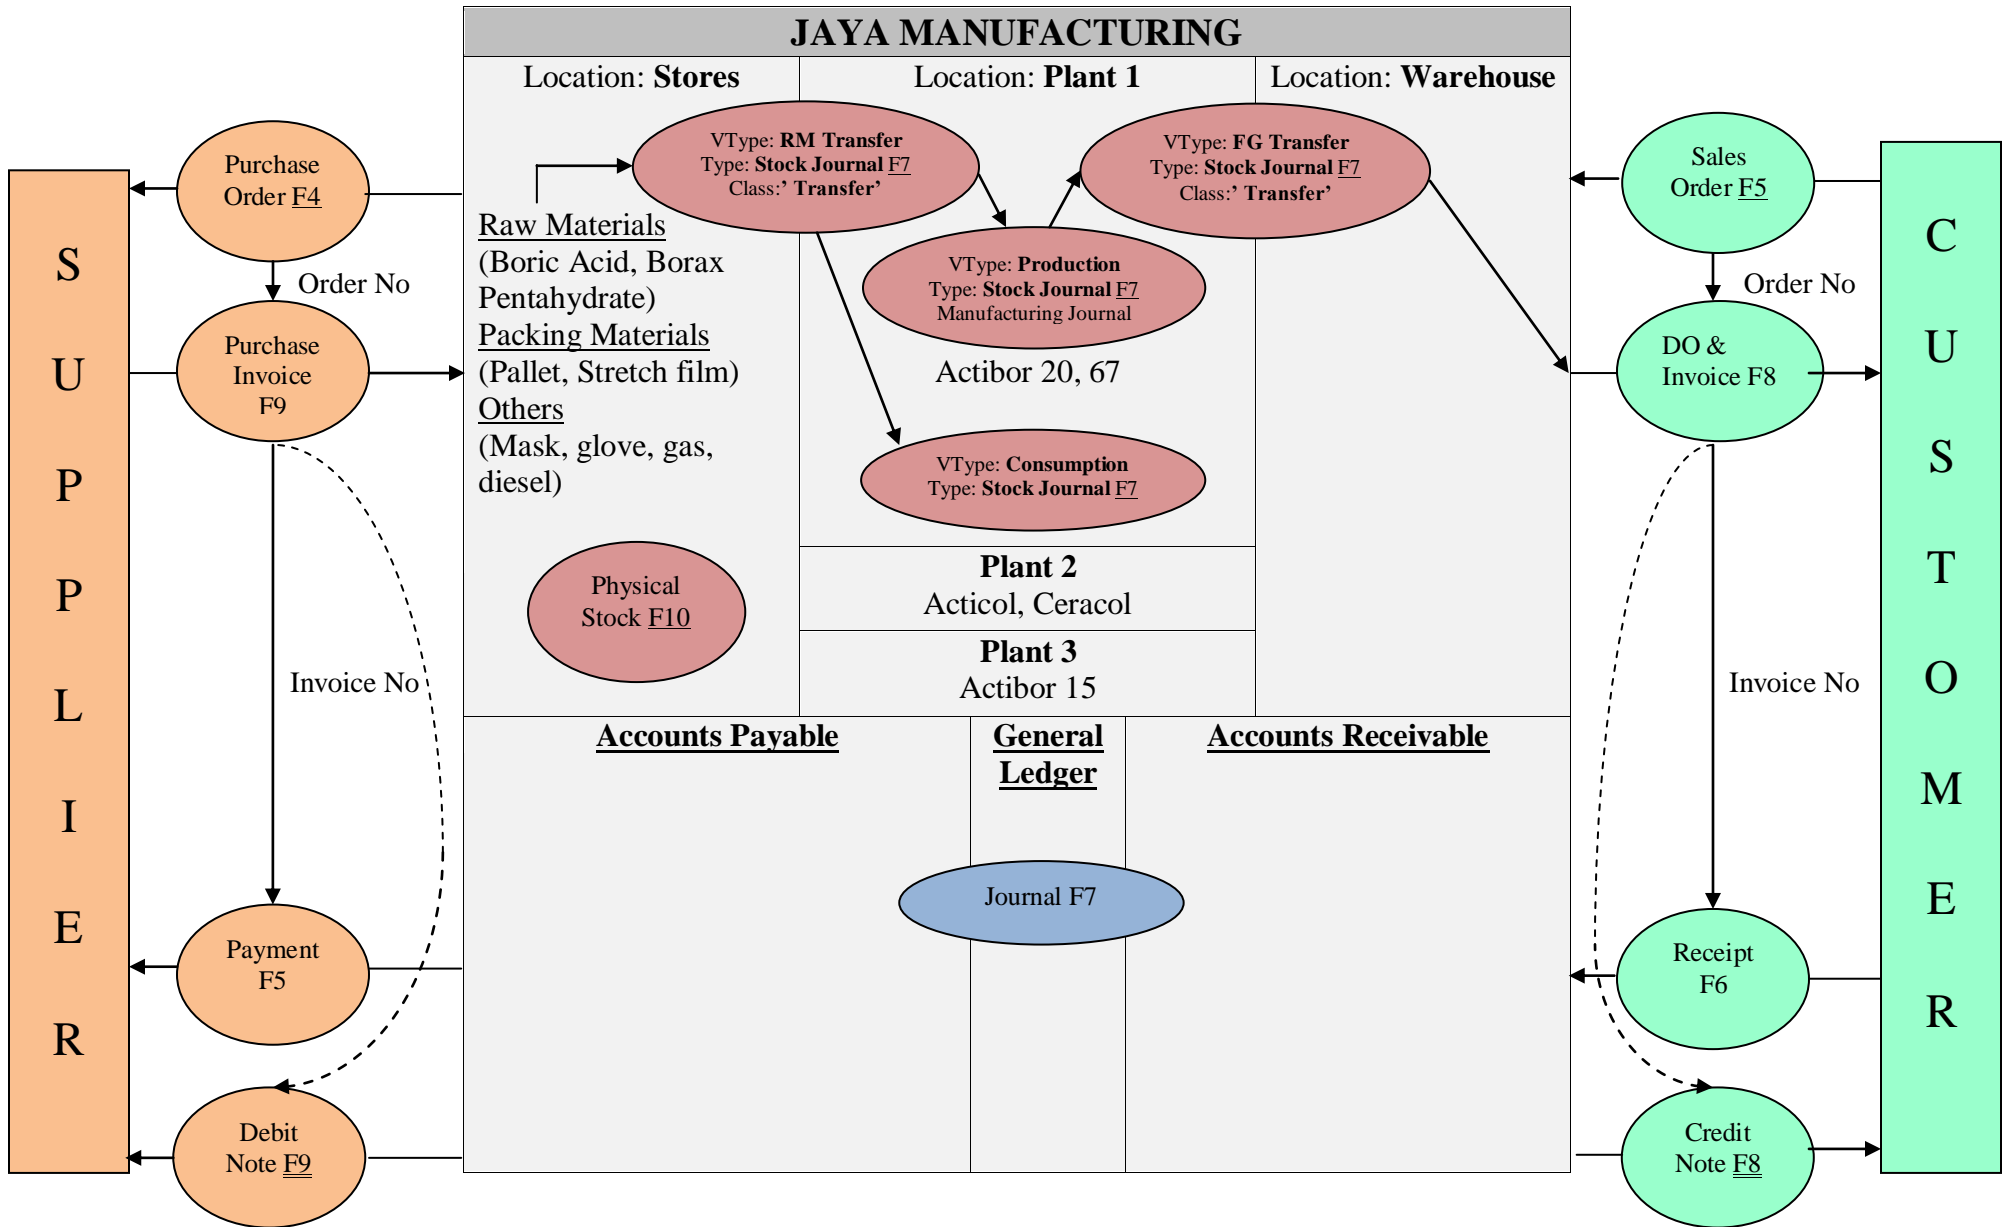 JAYA MANUFACTURING
Location: Stores
Location: Plant 1
Location: Warehouse
S
U
P
P
L
I
E
R
Purchase
Order F4
Order No
Purchase
Invoice
F9
Invoice No
Payment
F5
Debit
Note F9
VType: RM Transfer
Type: Stock Journal F7
Class:’ Transfer’
Raw Materials
(Boric Acid, Borax
Pentahydrate)
Packing Materials
(Pallet, Stretch film)
Others
(Mask, glove, gas,
diesel)
Physical
Stock F10
VType: Production
Type: Stock Journal F7
Manufacturing Journal
Actibor 20, 67
VType: Consumption
Type: Stock Journal F7
Plant 2
Acticol, Ceracol
Plant 3
Actibor 15
VType: FG Transfer
Type: Stock Journal F7
Class:’ Transfer’
Accounts Payable
General
Ledger
Accounts Receivable
Journal F7
Sales
Order F5
Order No
DO &
Invoice F8
Invoice No
Receipt
F6
Credit
Note F8
C
U
S
T
O
M
E
R